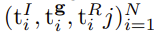 (t_i^I, t_i^g, t_i^R j)_{i=1}^N